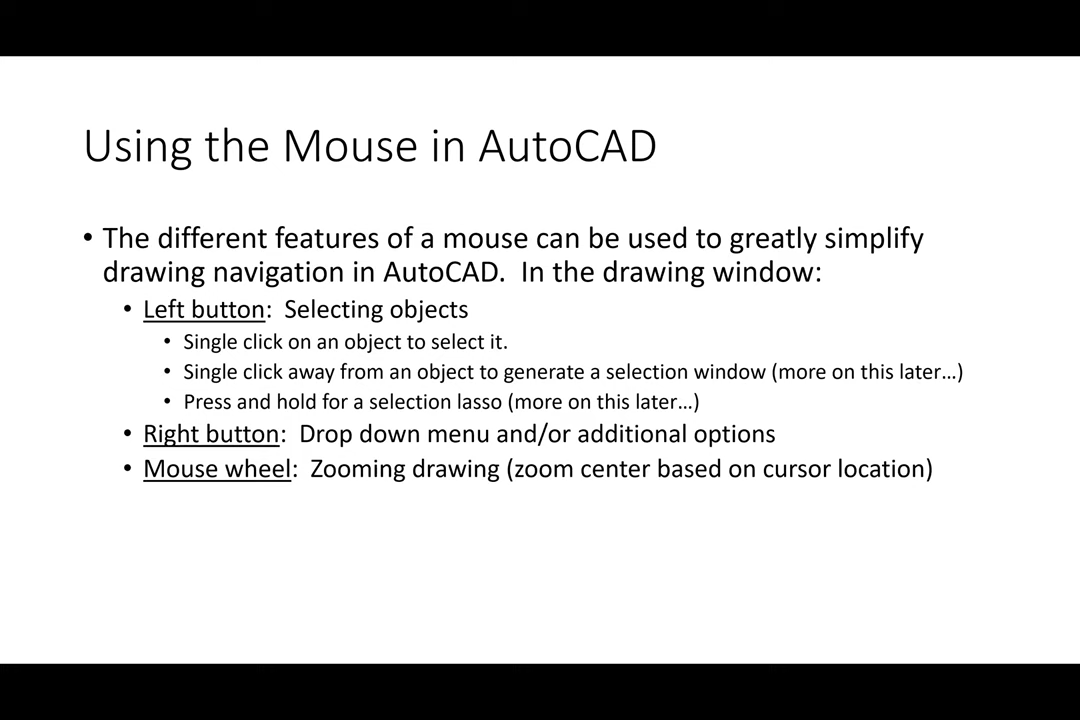 Using the Mouse in AutoCAD
• The different features of a mouse can be used to greatly simplify
drawing navigation in AutoCAD.  In the drawing window:
• Left button:  Selecting objects
• Single click on an object to select it.
• Single click away from an object to generate a selection window (more on this later…)
• Press and hold for a selection lasso (more on this later…)
• Right button:  Drop down menu and/or additional options
• Mouse wheel:  Zooming drawing (zoom center based on cursor location)